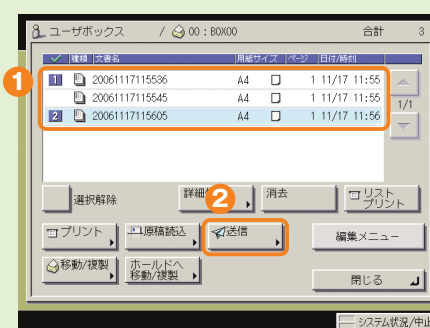 ユーザボックス / 00 : BOX00 合計 3
種類 文書名 用紙サイズ ページ 日付/時刻
1
1 20061117115536 A4 1 11/17 11:55
20061117115545 A4 1 11/17 11:55
2 20061117115605 A4 1 11/17 11:56
1/1
2
選択解除 詳細 消去 リスト
プリント
プリント 原稿読込 送信 編集メニュー
移動/複製 ホールドへ
移動/複製 閉じる
システム状況/中止